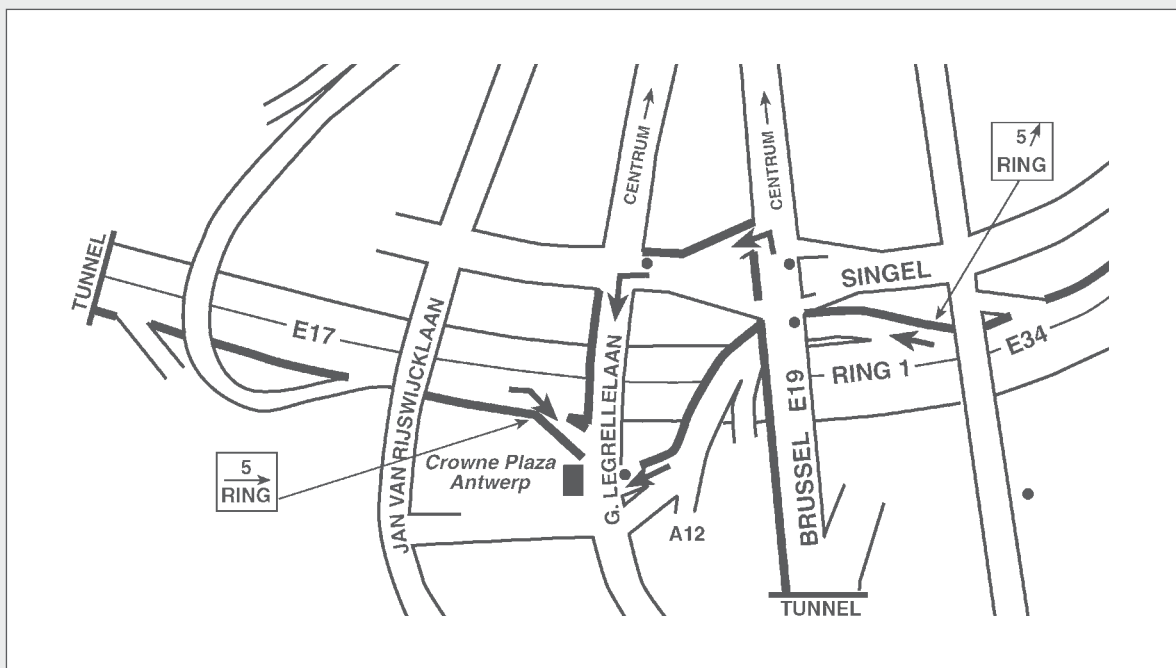 CENTRUM
CENTRUM
5
RING
TUNNEL
SINGEL
E17
E34
RING 1
JAN VAN RIJSWIJCKLAAN
G. LEGRELLELAAN
BRUSSEL E19
5
RING
Crowne Plaza
Antwerp
A12
TUNNEL